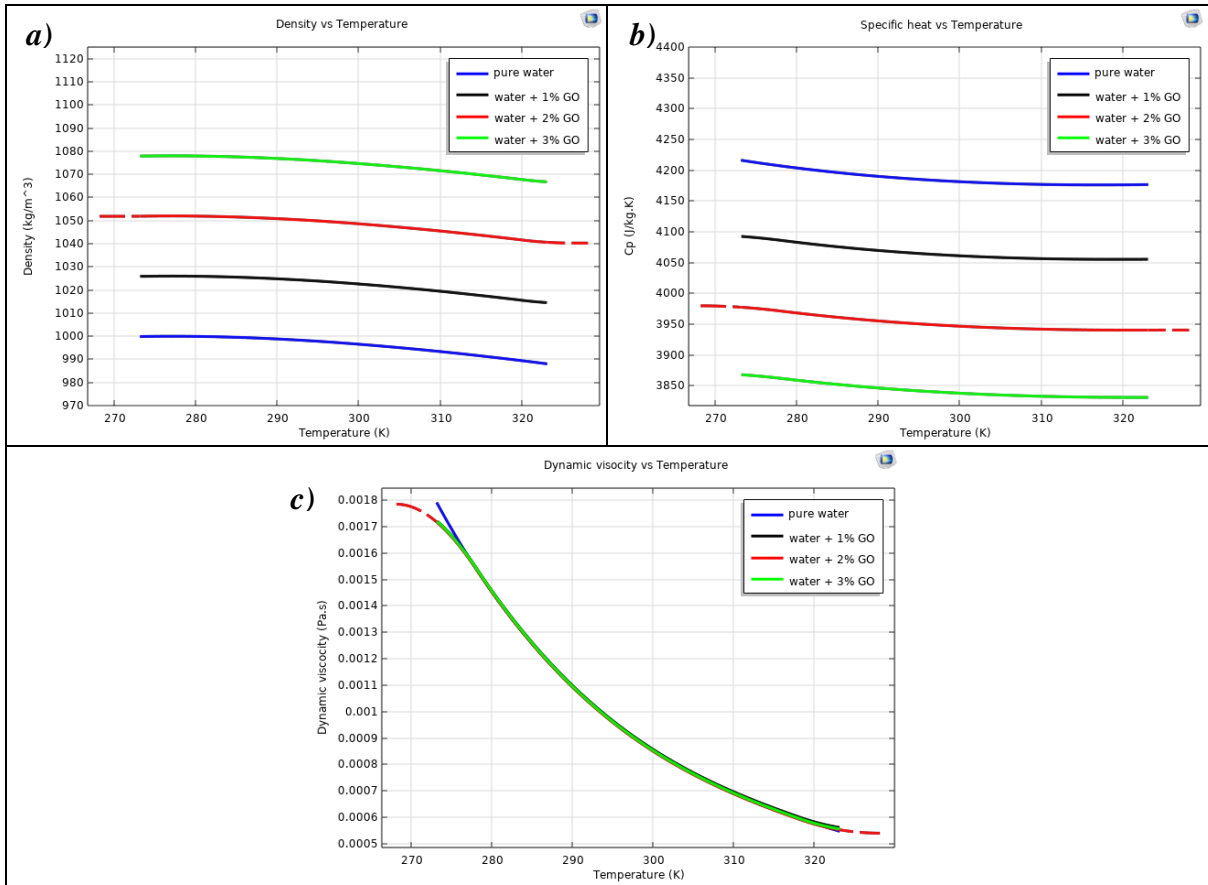 a)
Density vs Temperature
Density (kg/m^3)
1120
1110
1100
1090
1080
1070
1060
1050
1040
1030
1020
1010
1000
990
980
970
pure water
water + 1% GO
water + 2% GO
water + 3% GO
270 280 290 300 310 320
Temperature (K)
b)
Specific heat vs Temperature
Cp (J/kg.K)
4400
4350
4300
4250
4200
4150
4100
4050
4000
3950
3900
3850
pure water
water + 1% GO
water + 2% GO
water + 3% GO
270 280 290 300 310 320
Temperature (K)
c)
Dynamic visocity vs Temperature
Dynamic viscocity (Pa.s)
0.0018
0.0017
0.0016
0.0015
0.0014
0.0013
0.0012
0.0011
0.001
0.0009
0.0008
0.0007
0.0006
0.0005
pure water
water + 1% GO
water + 2% GO
water + 3% GO
270 280 290 300 310 320
Temperature (K)